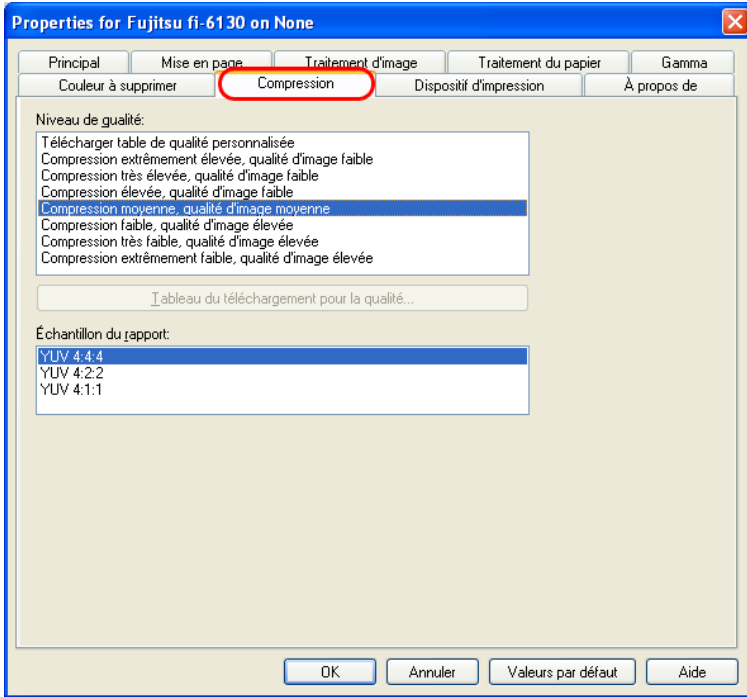 Properties for Fujitsu fi-6130 on None
Principal Mise en page Traitement d'image Traitement du papier Gamma
Couleur à supprimer Compression Dispositif d'impression À propos de
Niveau de qualité:
Télécharger table de qualité personnalisée
Compression extrêmement élevée, qualité d'image faible
Compression très élevée, qualité d'image faible
Compression élevée, qualité d'image faible
Compression moyenne, qualité d'image moyenne
Compression faible, qualité d'image élevée
Compression très faible, qualité d'image élevée
Compression extrêmement faible, qualité d'image élevée
Tableau du téléchargement pour la qualité...
Échantillon du rapport:
YUV 4:4:4
YUV 4:2:2
YUV 4:1:1
OK Annuler Valeurs par défaut Aide